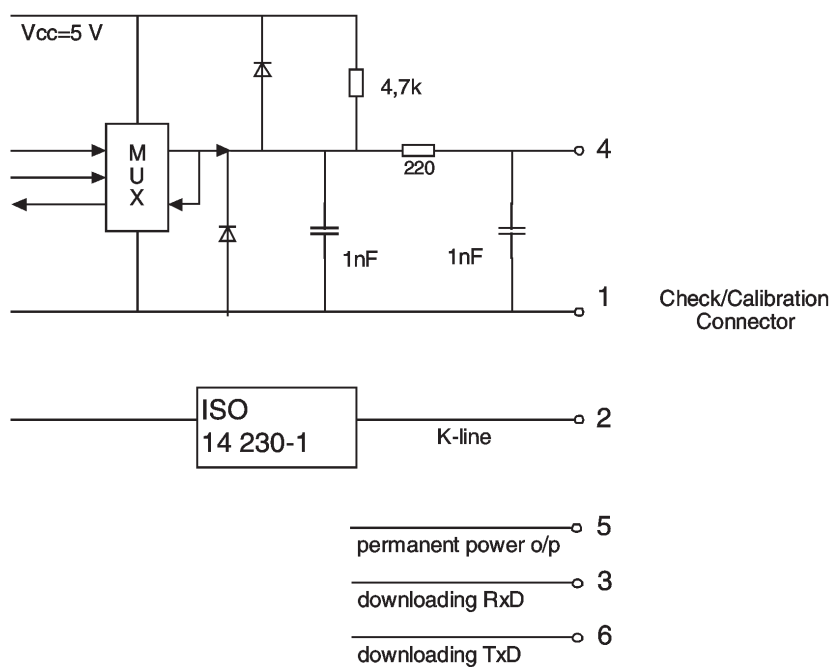 Vcc=5 V
4,7k
M
U
X
4
220
1nF
1nF
1
Check/Calibration
Connector
ISO
14 230-1
K-line
2
5
permanent power o/p
3
downloading RxD
6
downloading TxD